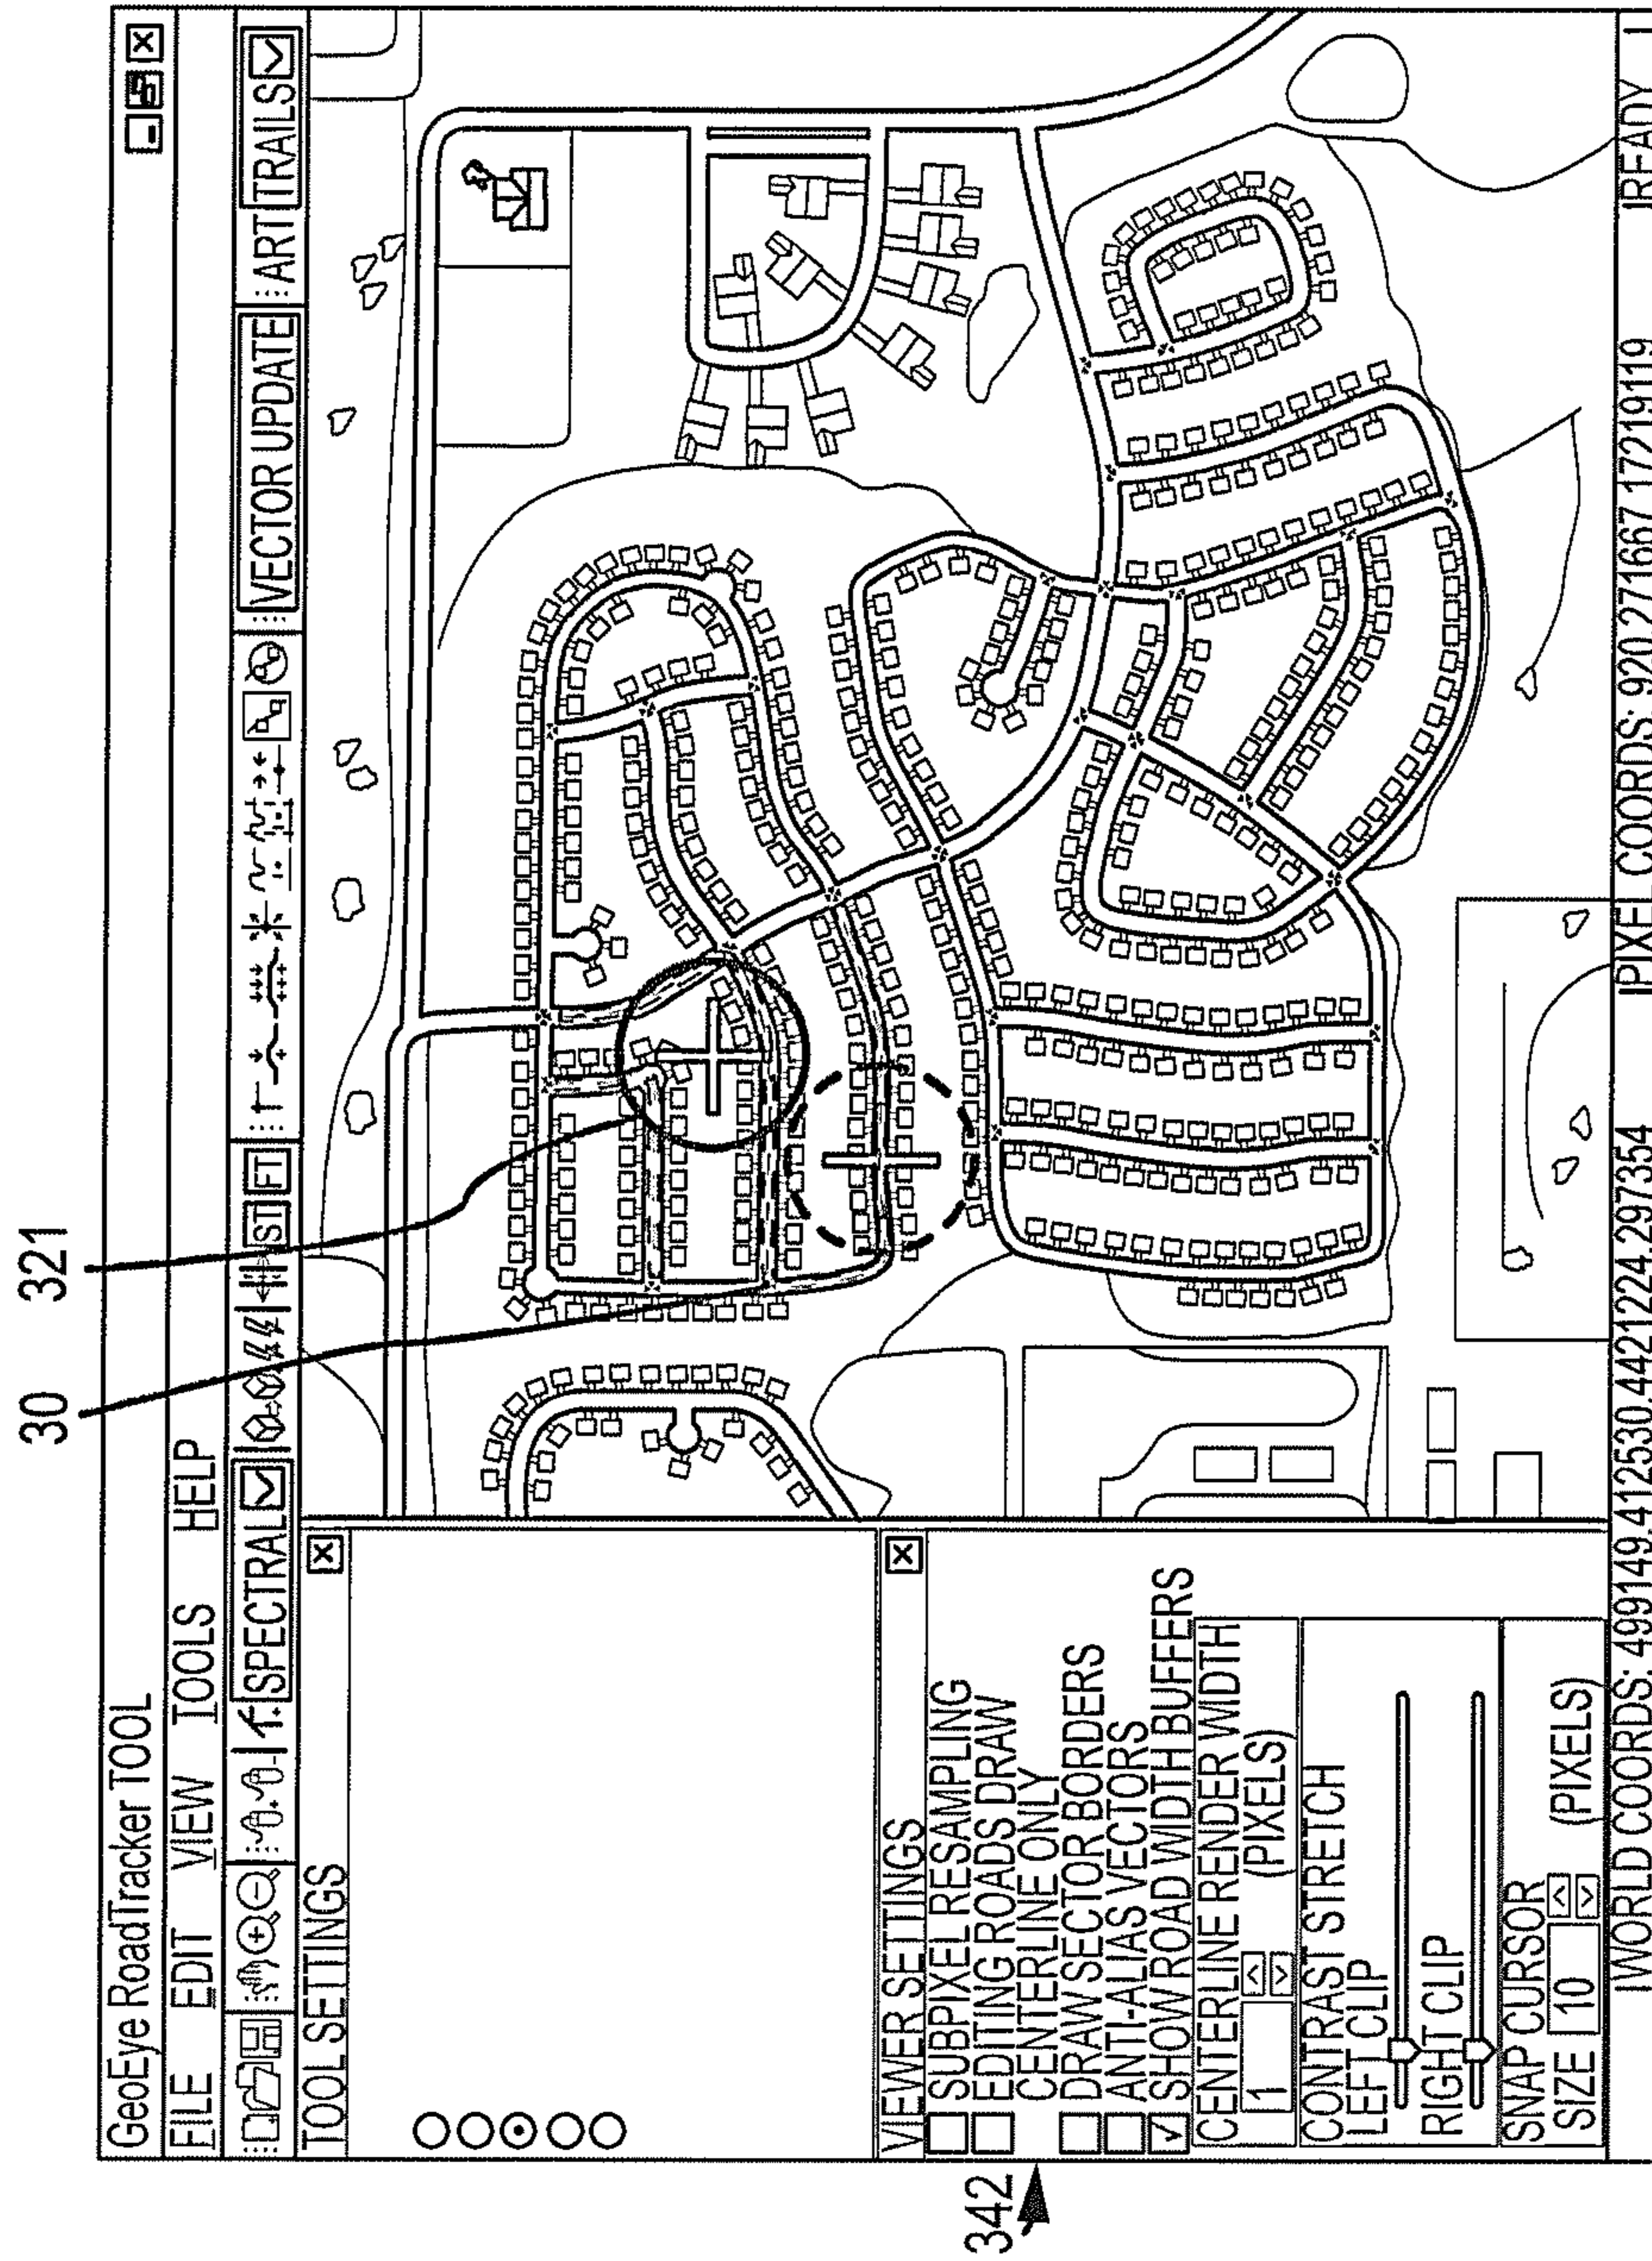 30 321
GeoEye RoadTracker TOOL
FILE EDIT VIEW TOOLS HELP
SPECTRAL ST FT VECTOR UPDATE ART TRAILS
TOOL SETTINGS
VIEWER SETTINGS
SUBPIXEL RESAMPLING
EDITING ROADS DRAW
CENTERLINE ONLY
DRAW SECTOR BORDERS
ANTI-ALIAS VECTORS
SHOW ROAD WIDTH BUFFERS
CENTERLINE RENDER WIDTH
1 (PIXELS)
CONTRAST STRETCH
LEFT CLIP
RIGHT CLIP
SNAP CURSOR
SIZE 10 (PIXELS)
WORLD COORDS: 499149.412530.4421224.297354 PIXEL COORDS: 920.271667.17219119 READY
342